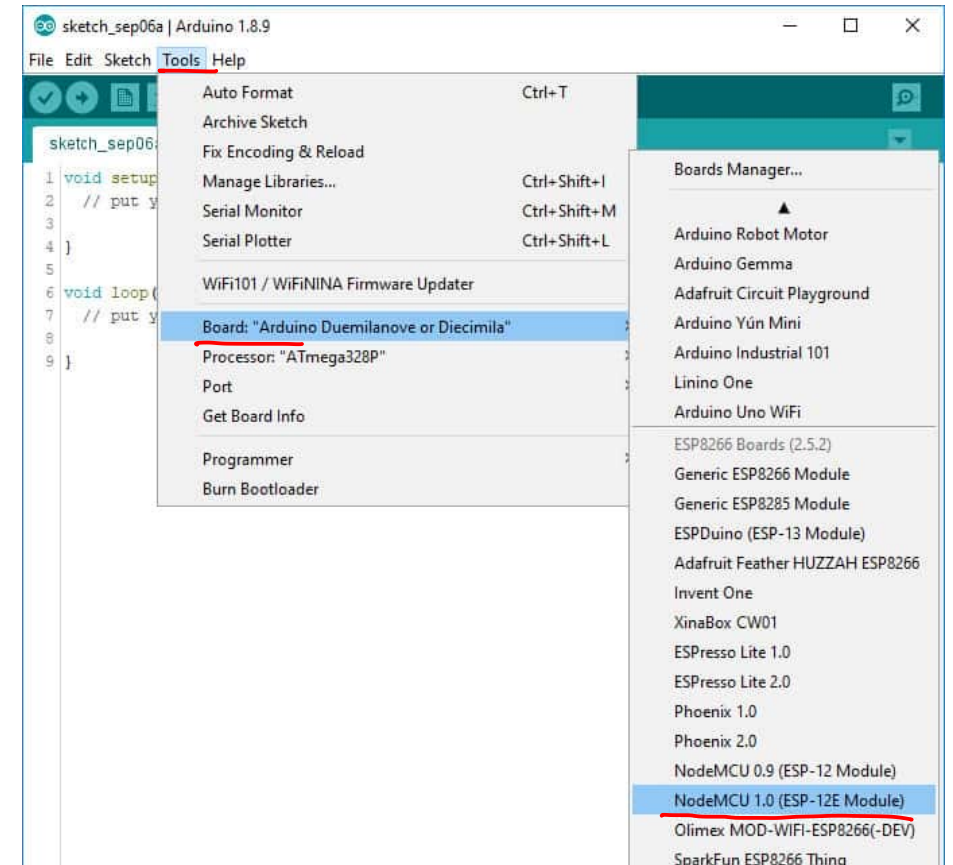 sketch_sep06a | Arduino 1.8.9
File Edit Sketch Tools Help
Auto Format Ctrl+T
Archive Sketch
Fix Encoding & Reload
Manage Libraries... Ctrl+Shift+I
Serial Monitor Ctrl+Shift+M
Serial Plotter Ctrl+Shift+L
WiFi101 / WiFiNINA Firmware Updater
Board: "Arduino Duemilanove or Diecimila"
Processor: "ATmega328P"
Port
Get Board Info
Programmer
Burn Bootloader
sketch_sep06a
1 void setup
2 // put y
3
4 }
5
6 void loop(
7 // put y
8
9 }
Boards Manager...
Arduino Robot Motor
Arduino Gemma
Adafruit Circuit Playground
Arduino Yún Mini
Arduino Industrial 101
Linino One
Arduino Uno WiFi
ESP8266 Boards (2.5.2)
Generic ESP8266 Module
Generic ESP8285 Module
ESPDuino (ESP-13 Module)
Adafruit Feather HUZZAH ESP8266
Invent One
XinaBox CW01
ESPresso Lite 1.0
ESPresso Lite 2.0
Phoenix 1.0
Phoenix 2.0
NodeMCU 0.9 (ESP-12 Module)
NodeMCU 1.0 (ESP-12E Module)
Olimex MOD-WIFI-ESP8266(-DEV)
SparkFun ESP8266 Thing